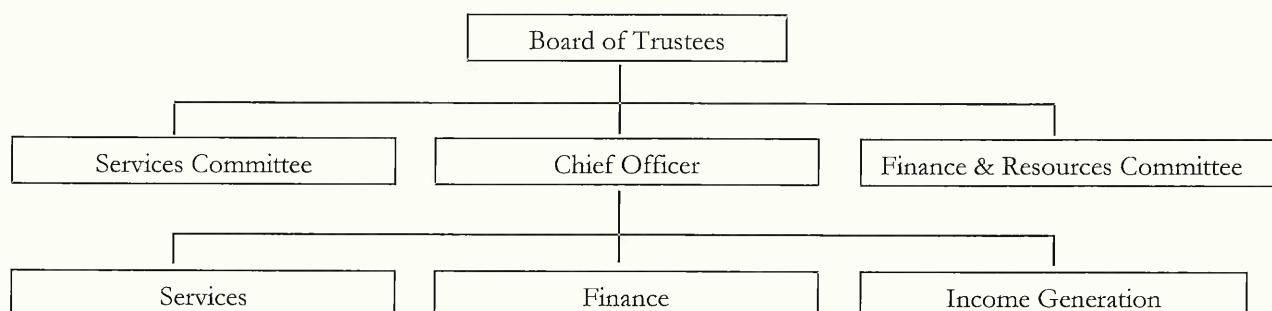 Board of Trustees
Services Committee
Chief Officer
Finance & Resources Committee
Services
Finance
Income Generation